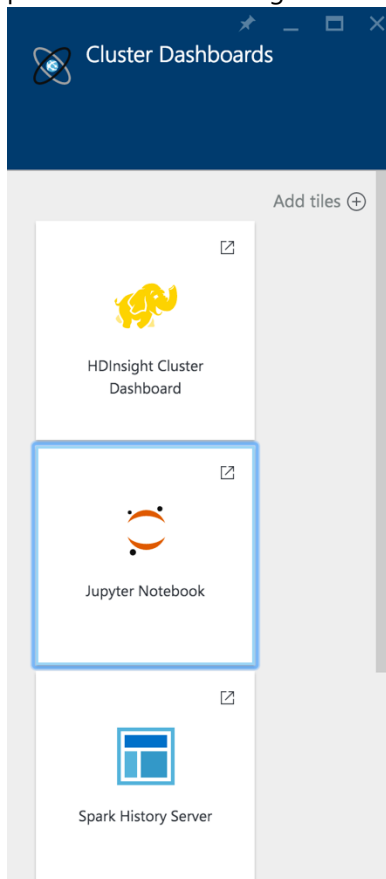 Cluster Dashboards
Add tiles
HDInsight Cluster
Dashboard
Jupyter Notebook
Spark History Server